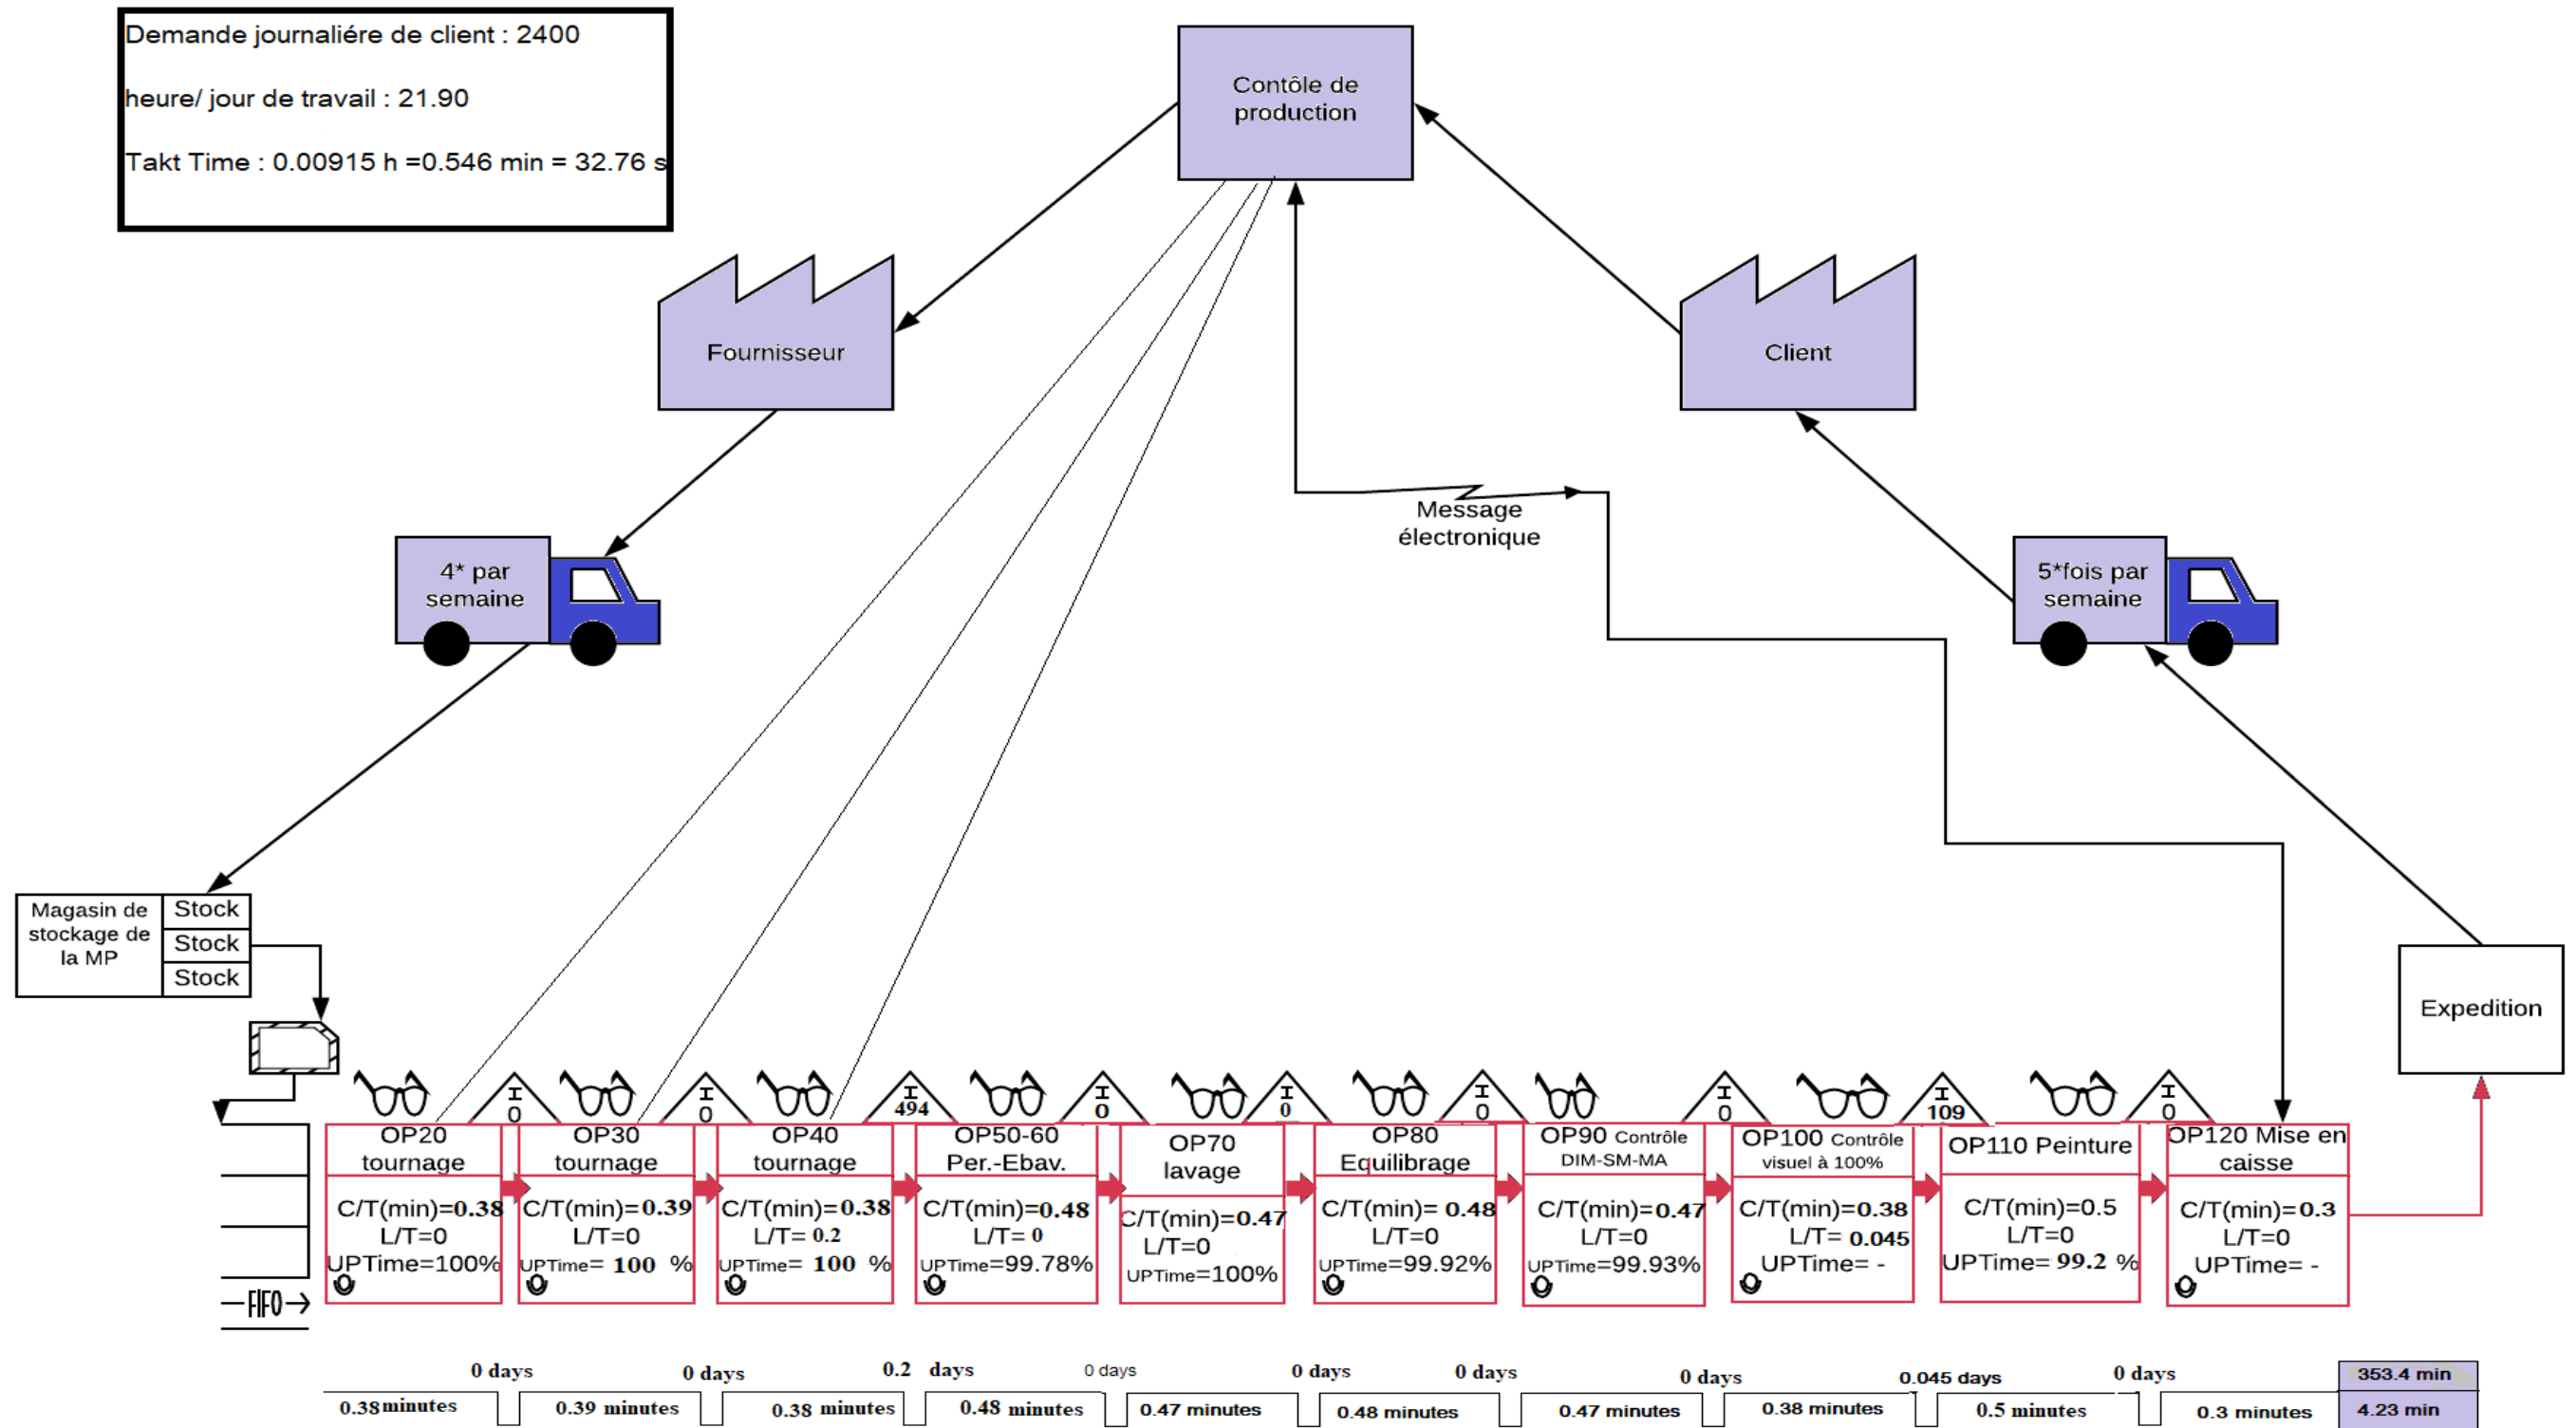 Demande journaliére de client : 2400
heure/ jour de travail : 21.90
Takt Time : 0.00915 h =0.546 min = 32.76 s
Contôle de
production
Fournisseur
Client
Message
électronique
4* par
semaine
5*fois par
semaine
Magasin de
stockage de
la MP
Stock
Stock
Stock
Expedition
I
0
I
0
I
494
I
0
I
0
I
0
I
0
I
109
I
0
OP20
tournage
C/T(min)=0.38
L/T=0
UPTime=100%
OP30
tournage
C/T(min)=0.39
L/T=0
UPTime= 100 %
OP40
tournage
C/T(min)=0.38
L/T= 0.2
UPTime= 100 %
OP50-60
Per.-Ebav.
C/T(min)=0.48
L/T= 0
UPTime=99.78%
OP70
lavage
C/T(min)=0.47
L/T=0
UPTime=100%
OP80
Equilibrage
C/T(min)= 0.48
L/T=0
UPTime=99.92%
OP90 Contrôle
DIM-SM-MA
C/T(min)=0.47
L/T=0
UPTime=99.93%
OP100 Contrôle
visuel à 100%
C/T(min)=0.38
L/T= 0.045
UPTime= -
OP110 Peinture
C/T(min)=0.5
L/T=0
UPTime= 99.2 %
OP120 Mise en
caisse
C/T(min)=0.3
L/T=0
UPTime= -
FIFO
0 days
0 days
0.2 days
0 days
0 days
0 days
0 days
0.045 days
0 days
353.4 min
0.38 minutes
0.39 minutes
0.38 minutes
0.48 minutes
0.47 minutes
0.48 minutes
0.47 minutes
0.38 minutes
0.5 minutes
0.3 minutes
4.23 min